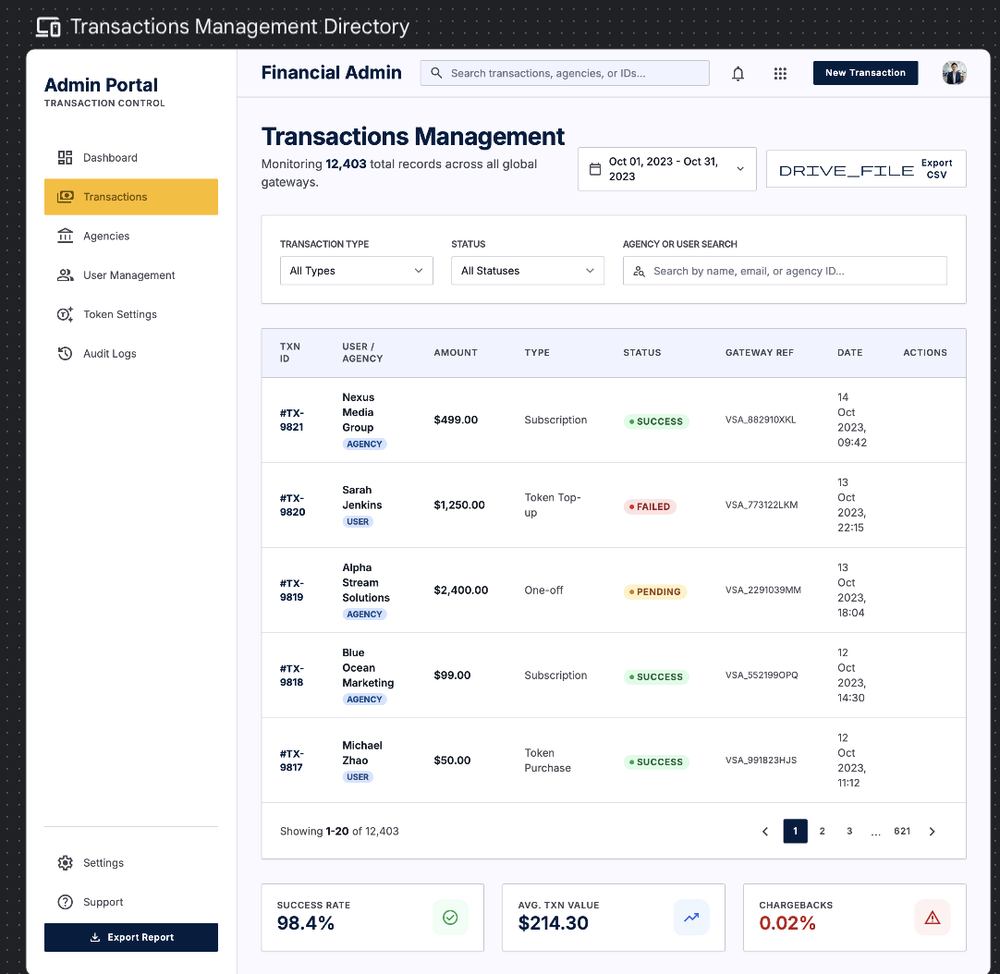 Transactions Management Directory
Admin Portal
TRANSACTION CONTROL
Dashboard
Transactions
Agencies
User Management
Token Settings
Audit Logs
Settings
Support
Export Report
Financial Admin
Search transactions, agencies, or IDs...
New Transaction
Transactions Management
Monitoring 12,403 total records across all global
gateways.
Oct 01, 2023 - Oct 31,
2023
DRIVE_FILE
Export
CSV
TRANSACTION TYPE
All Types
STATUS
All Statuses
AGENCY OR USER SEARCH
Search by name, email, or agency ID...
TXN
ID
USER /
AGENCY
AMOUNT
TYPE
STATUS
GATEWAY REF
DATE
ACTIONS
#TX-
9821
Nexus
Media
Group
AGENCY
$499.00
Subscription
SUCCESS
VSA_882910XKL
14
Oct
2023,
09:42
#TX-
9820
Sarah
Jenkins
USER
$1,250.00
Token Top-
up
FAILED
VSA_773122LKM
13
Oct
2023,
22:15
#TX-
9819
Alpha
Stream
Solutions
AGENCY
$2,400.00
One-off
PENDING
VSA_2291039MM
13
Oct
2023,
18:04
#TX-
9818
Blue
Ocean
Marketing
AGENCY
$99.00
Subscription
SUCCESS
VSA_552199OPQ
12
Oct
2023,
14:30
#TX-
9817
Michael
Zhao
USER
$50.00
Token
Purchase
SUCCESS
VSA_991823HJS
12
Oct
2023,
11:12
Showing 1-20 of 12,403
1 2 3 ... 621
SUCCESS RATE
98.4%
AVG. TXN VALUE
$214.30
CHARGEBACKS
0.02%